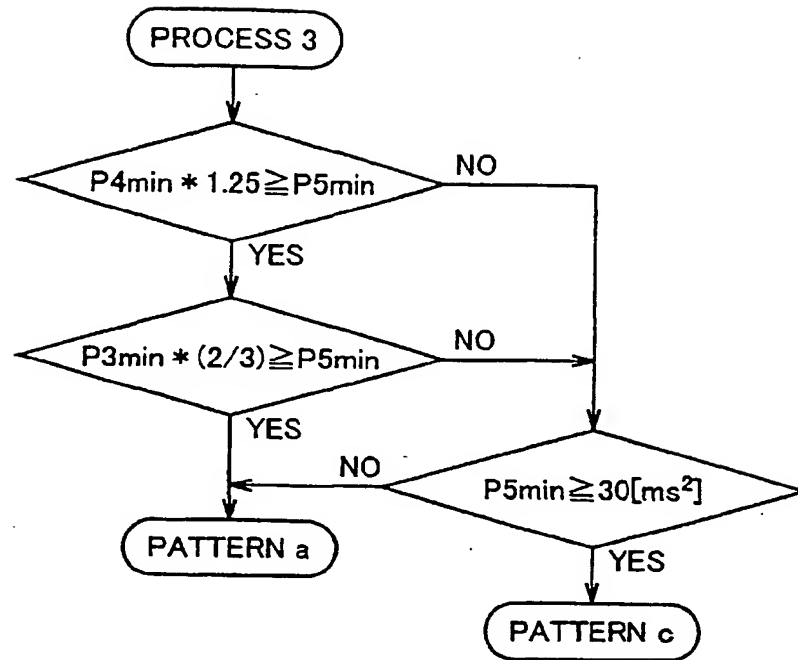 PROCESS 3
P4min * 1.25≧P5min
NO
YES
P3min * (2/3)≧P5min
NO
YES
NO
P5min≧30[ms²]
YES
PATTERN a
PATTERN c